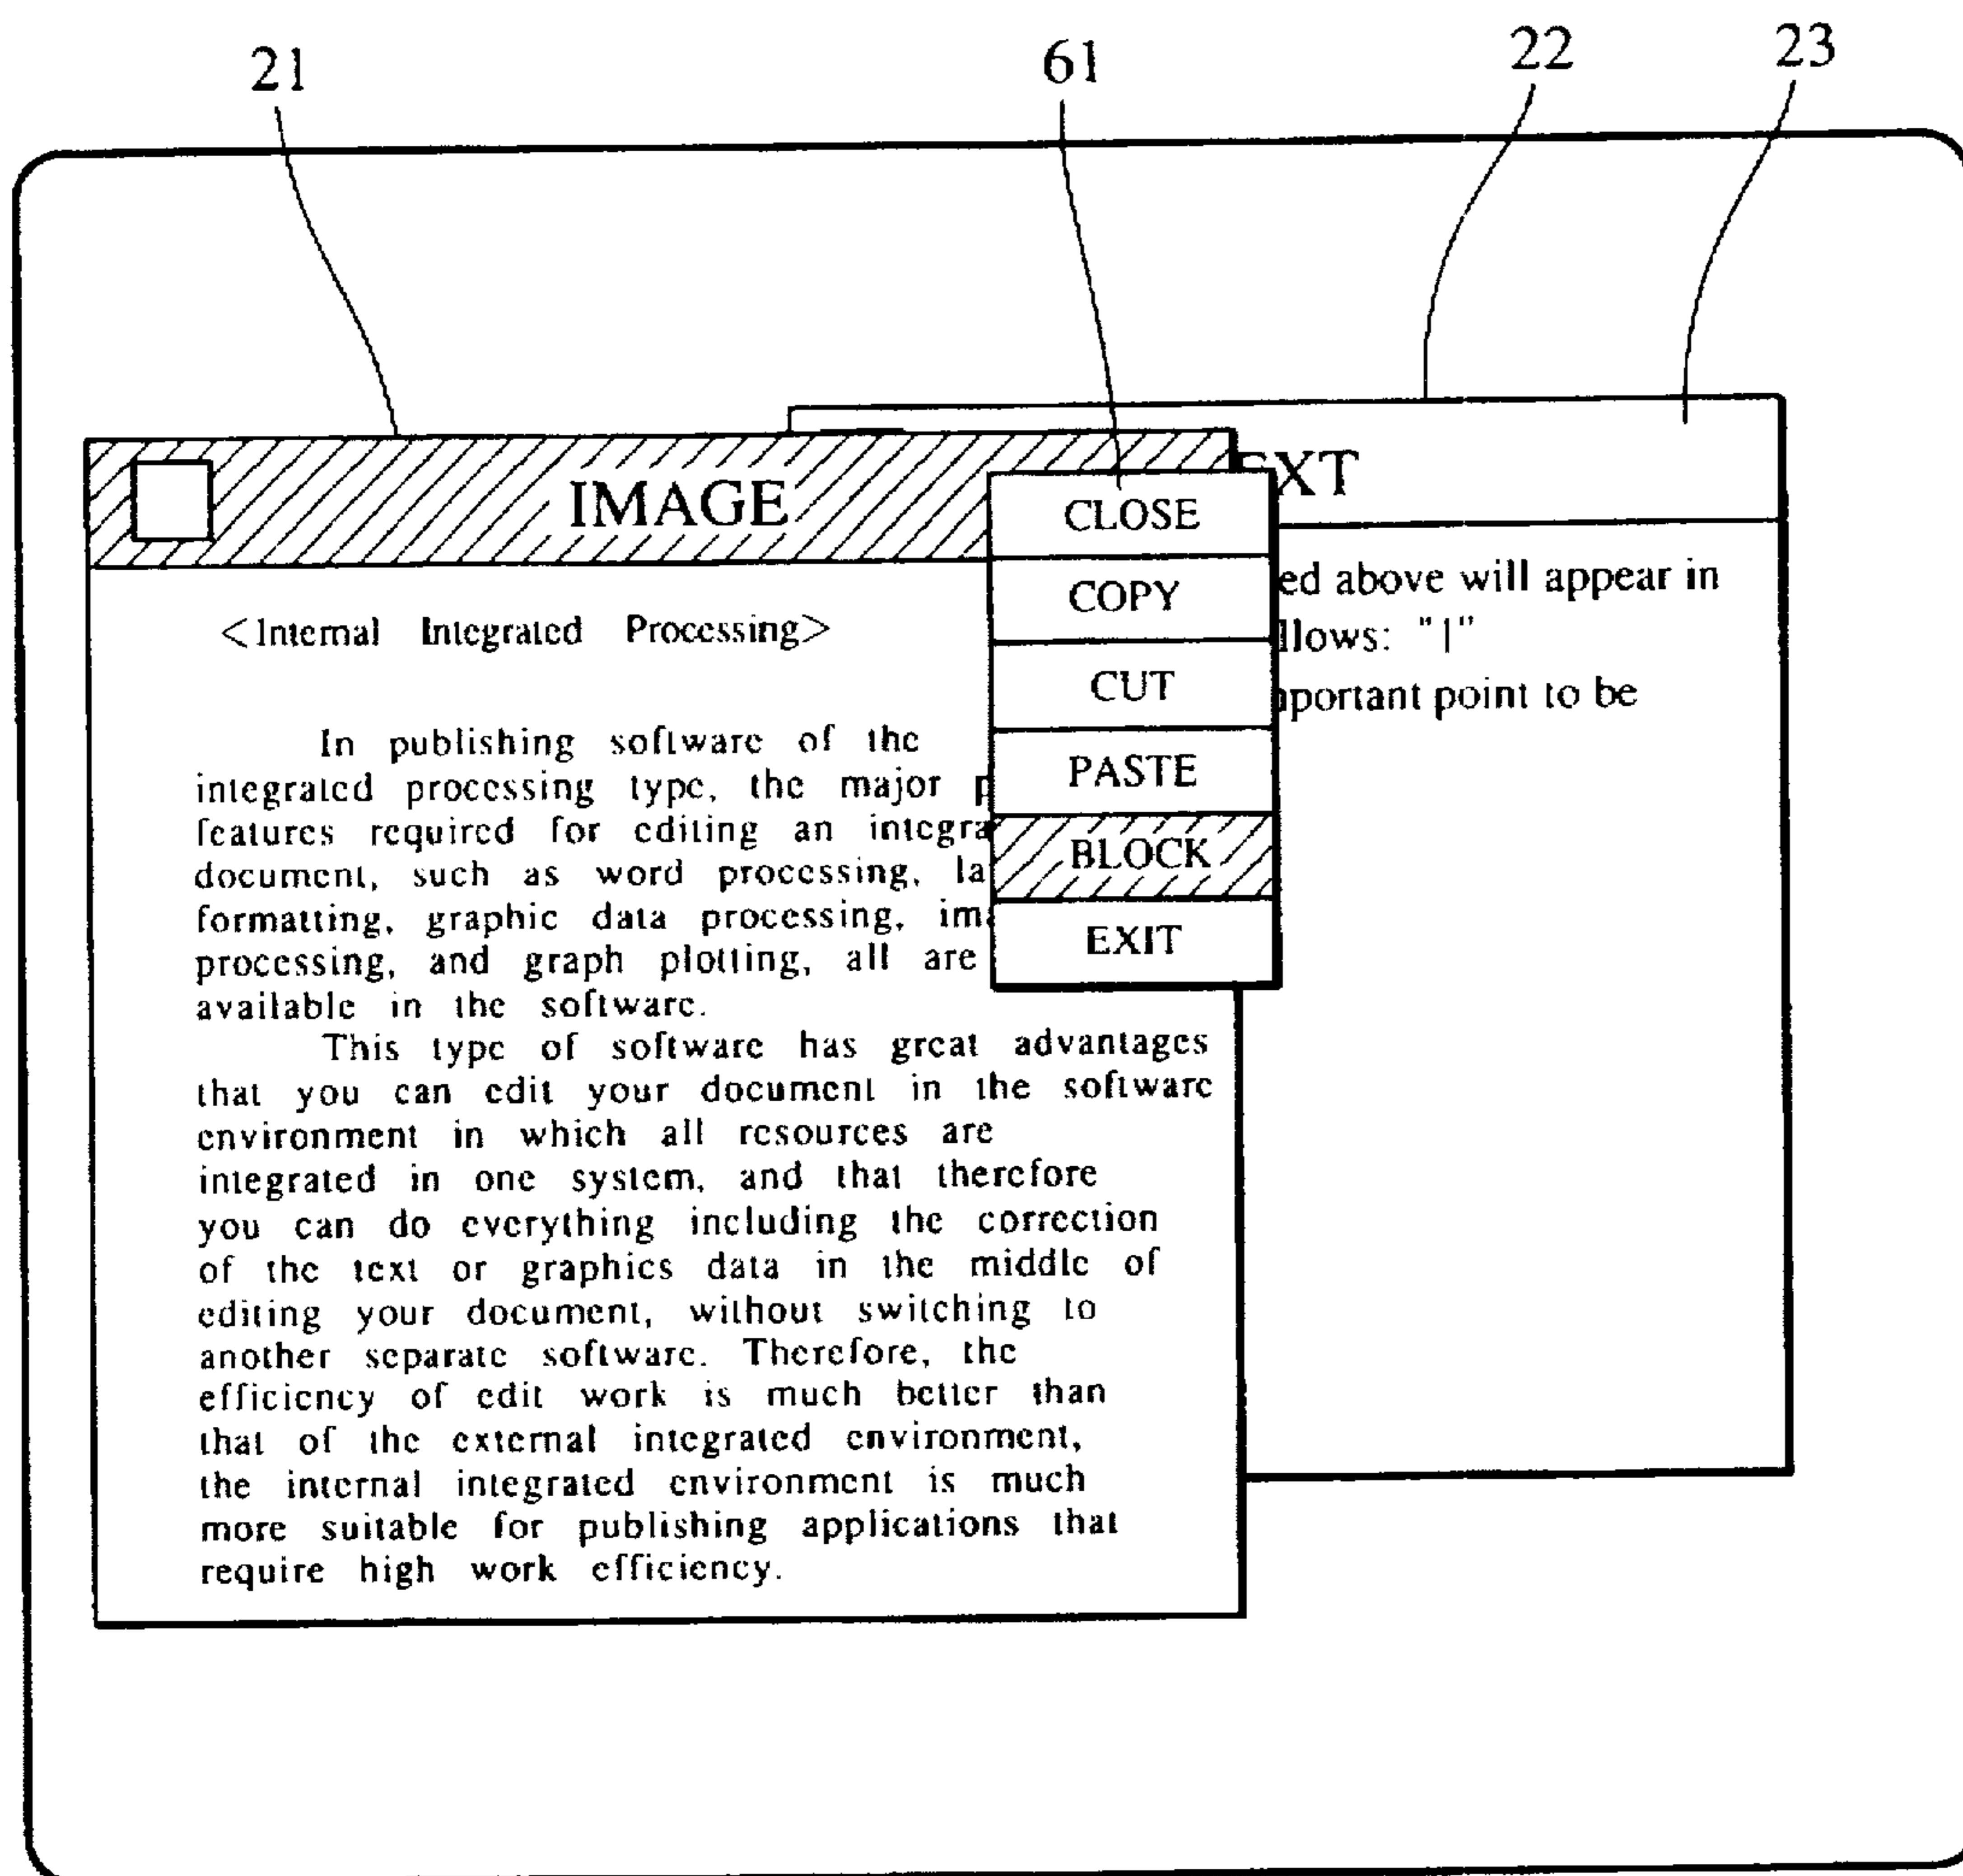 21 61 22 23
IMAGE
EXT
CLOSE
COPY
CUT
PASTE
BLOCK
EXIT
<Internal Integrated Processing>
In publishing software of the
integrated processing type, the major p
features required for editing an integra
document, such as word processing, la
formatting, graphic data processing, ima
processing, and graph plotting, all are
available in the software.
This type of software has great advantages
that you can edit your document in the software
environment in which all resources are
integrated in one system, and that therefore
you can do everything including the correction
of the text or graphics data in the middle of
editing your document, without switching to
another separate software. Therefore, the
efficiency of edit work is much better than
that of the external integrated environment,
the internal integrated environment is much
more suitable for publishing applications that
require high work efficiency.
ed above will appear in
llows: "|"
mportant point to be